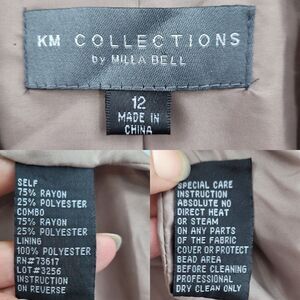 KM COLLECTIONS
by MILLA BELL
12
MADE IN
CHINA
SELF
75% RAYON
25% POLYESTER
COMBO
75% RAYON
25% POLYESTER
LINING
100% POLYESTER
RN#73617
LOT#3256
INSTRUCTION
ON REVERSE
SPECIAL CARE
INSTRUCTION
ABSOLUTE NO
DIRECT HEAT
OR STEAM
ON ANY PARTS
OF THE FABRIC
COVER OR PROTECT
BEAD AREA
BEFORE CLEANING
PROFESSIONAL
DRY CLEAN ONLY